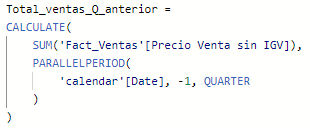 Total_ventas_Q_anterior =
CALCULATE(
SUM('Fact_Ventas'[Precio Venta sin IGV]),
PARALLELPERIOD(
'calendar'[Date], -1, QUARTER
)
)